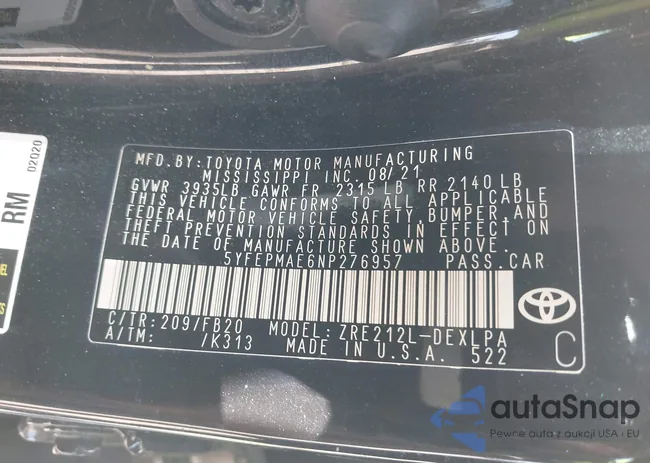 02020
RM
MFD. BY: TOYOTA MOTOR MANUFACTURING
MISSISSIPPI INC. 08/21
GVWR 3935LB GAWR FR 2315 LB RR 2140 LB
THIS VEHICLE CONFORMS TO ALL APPLICABLE
FEDERAL MOTOR VEHICLE SAFETY, BUMPER, AND
THEFT PREVENTION STANDARDS IN EFFECT ON
THE DATE OF MANUFACTURE SHOWN ABOVE.
5YFEPMAE6NP276957 PASS. CAR
C/TR: 209/FB20 MODEL: ZRE212L-DEXLPA
A/TM: /K313 MADE IN U.S.A. 522
C
TOYOTA
autaSnap
Pewne auta z aukcji USA i EU